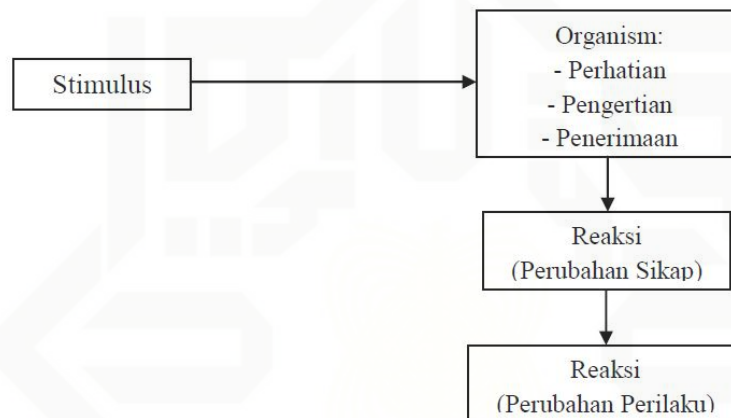 Stimulus
Organism:
- Perhatian
- Pengertian
- Penerimaan
Reaksi
(Perubahan Sikap)
Reaksi
(Perubahan Perilaku)